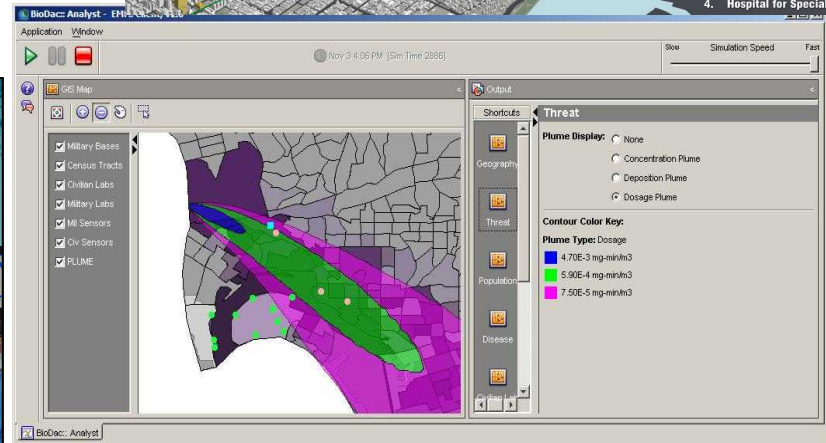 4. Hospital for Special
BioDac:: Analyst -
Application Window
Nov 3 4:06 PM [Sim Time 2866]
Slow Simulation Speed Fast
GIS Map
Output
Military Bases
Census Tracts
Civilian Labs
Military Labs
Mil Sensors
Civ Sensors
PLUME
Shortcuts
Geography
Threat
Population
Disease
Civilian Lab
Threat
Plume Display:
None
Concentration Plume
Deposition Plume
Dosage Plume
Contour Color Key:
Plume Type: Dosage
4.70E-3 mg-min/m3
5.90E-4 mg-min/m3
7.50E-5 mg-min/m3
BioDac:: Analyst